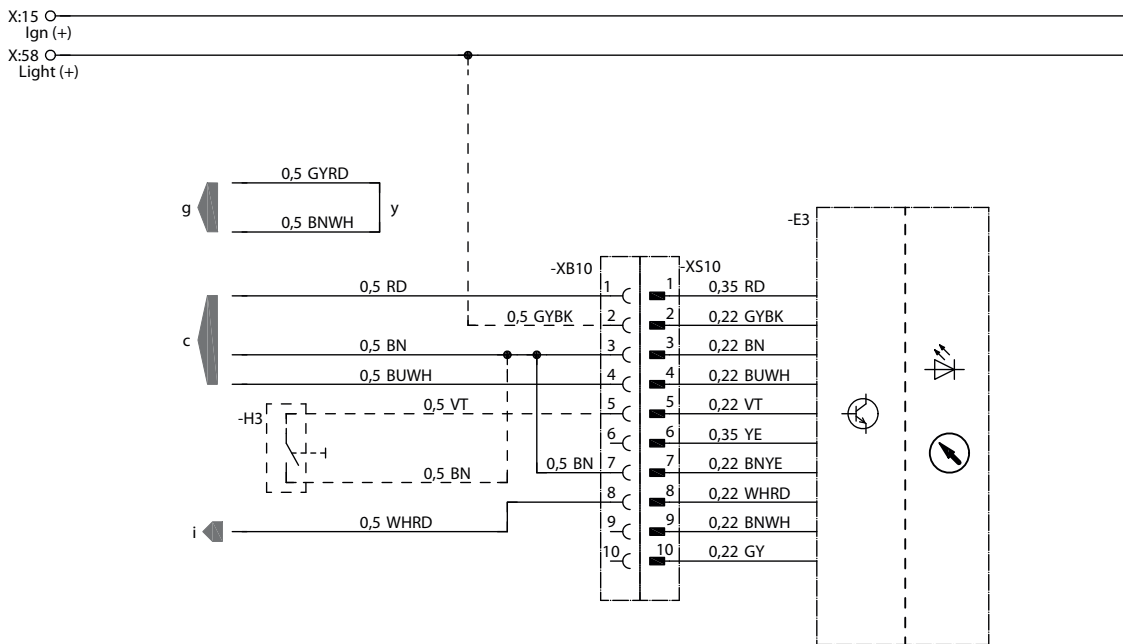 X:15
Ign (+)
X:58
Light (+)
0,5 GYRD
g
y
0,5 BNWH
-E3
-XB10
-XS10
0,5 RD
1
1
0,35 RD
0,5 GYBK
2
2
0,22 GYBK
c
0,5 BN
3
3
0,22 BN
0,5 BUWH
4
4
0,22 BUWH
-H3
0,5 VT
5
5
0,22 VT
6
6
0,35 YE
0,5 BN
0,5 BN
7
7
0,22 BNYE
8
8
0,22 WHRD
i
0,5 WHRD
9
9
0,22 BNWH
10
10
0,22 GY